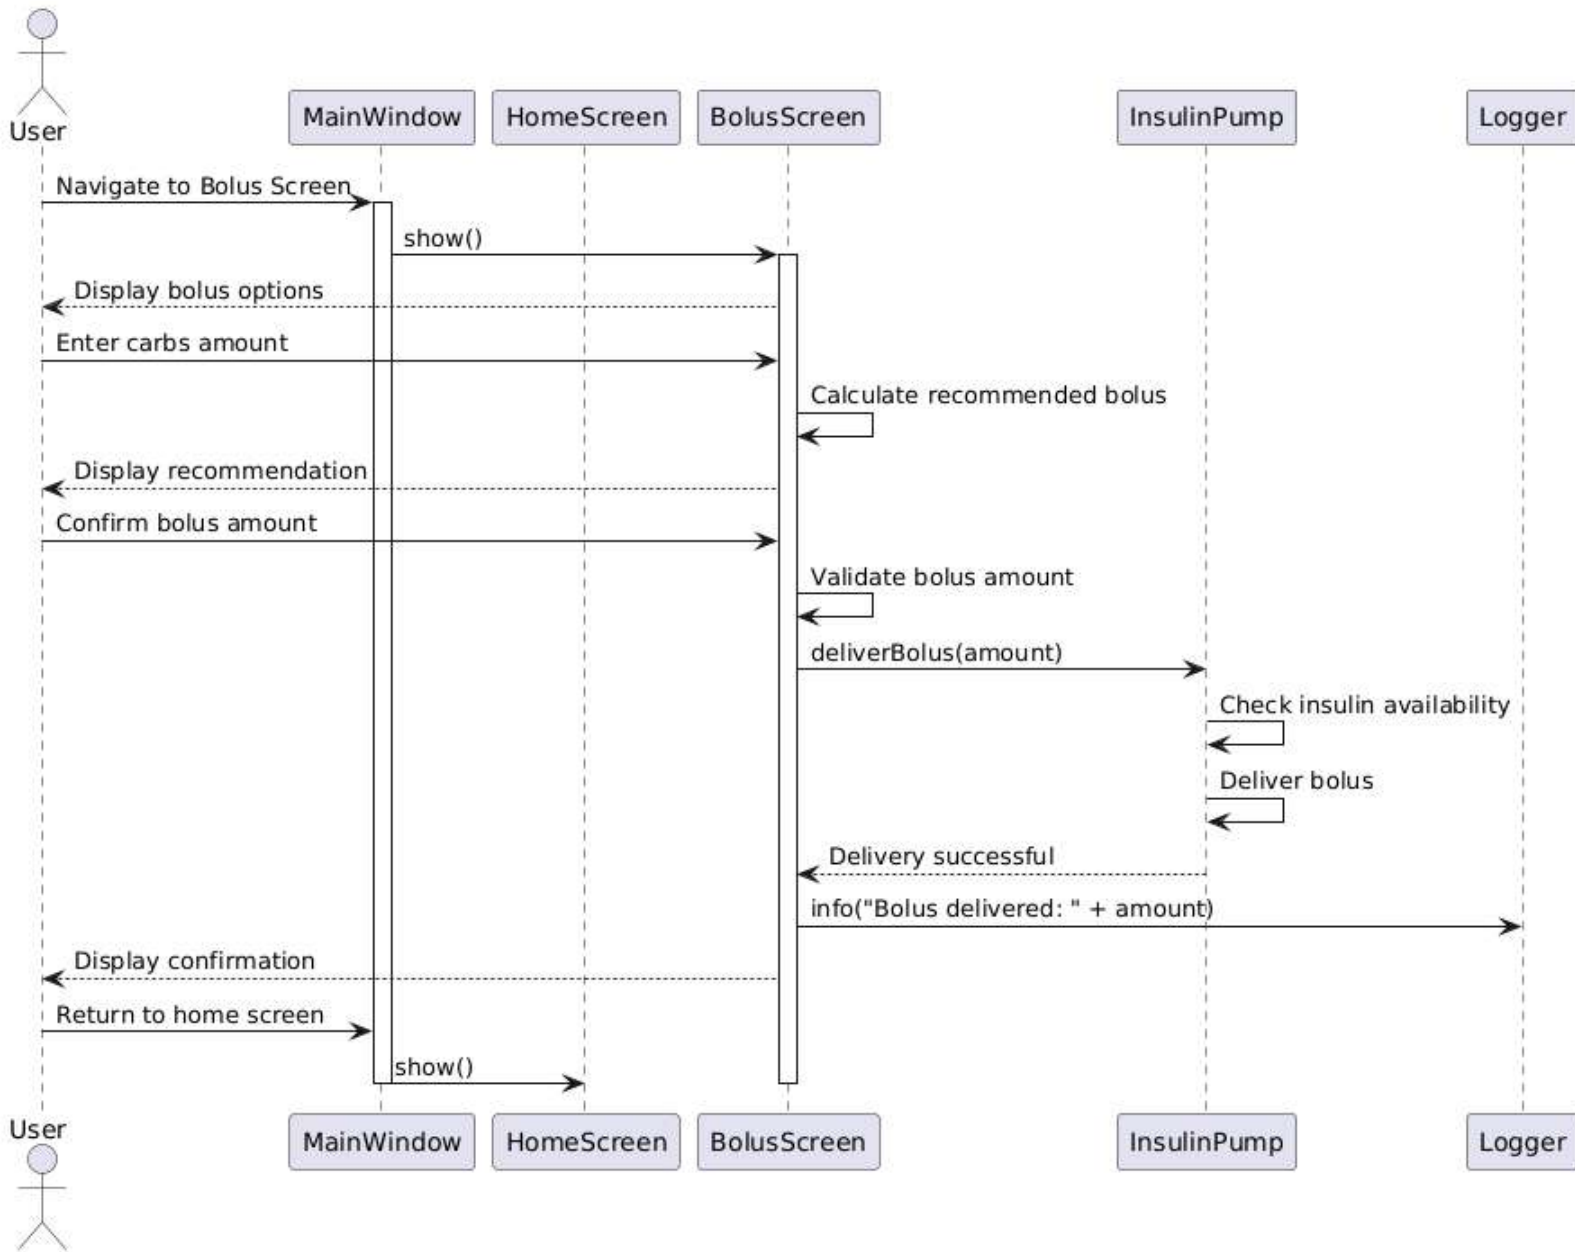 User
MainWindow
HomeScreen
BolusScreen
InsulinPump
Logger
Navigate to Bolus Screen
show()
Display bolus options
Enter carbs amount
Calculate recommended bolus
Display recommendation
Confirm bolus amount
Validate bolus amount
deliverBolus(amount)
Check insulin availability
Deliver bolus
Delivery successful
info("Bolus delivered: " + amount)
Display confirmation
Return to home screen
show()
User
MainWindow
HomeScreen
BolusScreen
InsulinPump
Logger